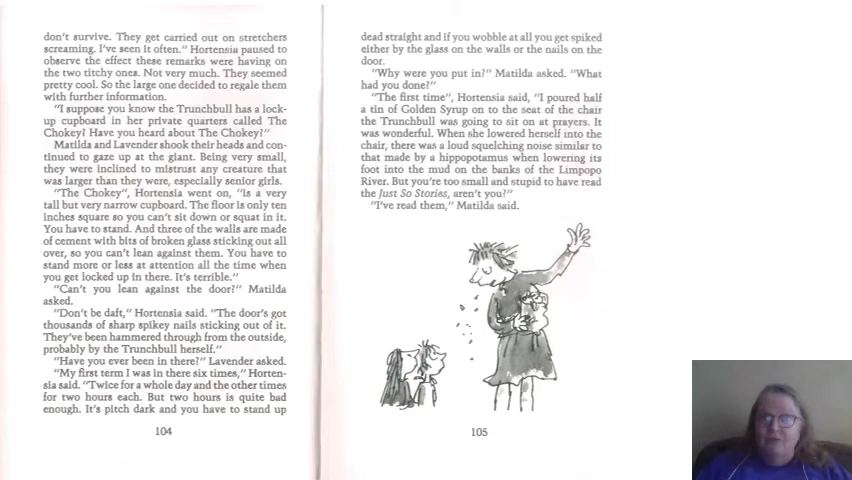 don't survive. They get carried out on stretchers
screaming. I've seen it often." Hortensia paused to
observe the effect these remarks were having on
the two titchy ones. Not very much. They seemed
pretty cool. So the large one decided to regale them
with further information.
"I suppose you know the Trunchbull has a lock-
up cupboard in her private quarters called The
Chokey? Have you heard about The Chokey?"
Matilda and Lavender shook their heads and con-
tinued to gaze up at the giant. Being very small,
they were inclined to mistrust any creature that
was larger than they were, especially senior girls.
"The Chokey", Hortensia went on, "is a very
tall but very narrow cupboard. The floor is only ten
inches square so you can't sit down or squat in it.
You have to stand. And three of the walls are made
of cement with bits of broken glass sticking out all
over, so you can't lean against them. You have to
stand more or less at attention all the time when
you get locked up in there. It's terrible."
"Can't you lean against the door?" Matilda
asked.
"Don't be daft," Hortensia said. "The door's got
thousands of sharp spikey nails sticking out of it.
They've been hammered through from the outside,
probably by the Trunchbull herself."
"Have you ever been in there?" Lavender asked.
"My first term I was in there six times," Horten-
sia said. "Twice for a whole day and the other times
for two hours each. But two hours is quite bad
enough. It's pitch dark and you have to stand up
104
dead straight and if you wobble at all you get spiked
either by the glass on the walls or the nails on the
door.
"Why were you put in?" Matilda asked. "What
had you done?"
"The first time", Hortensia said, "I poured half
a tin of Golden Syrup on to the seat of the chair
the Trunchbull was going to sit on at prayers. It
was wonderful. When she lowered herself into the
chair, there was a loud squelching noise similar to
that made by a hippopotamus when lowering its
foot into the mud on the banks of the Limpopo
River. But you're too small and stupid to have read
the Just So Stories, aren't you?"
"I've read them," Matilda said.
105